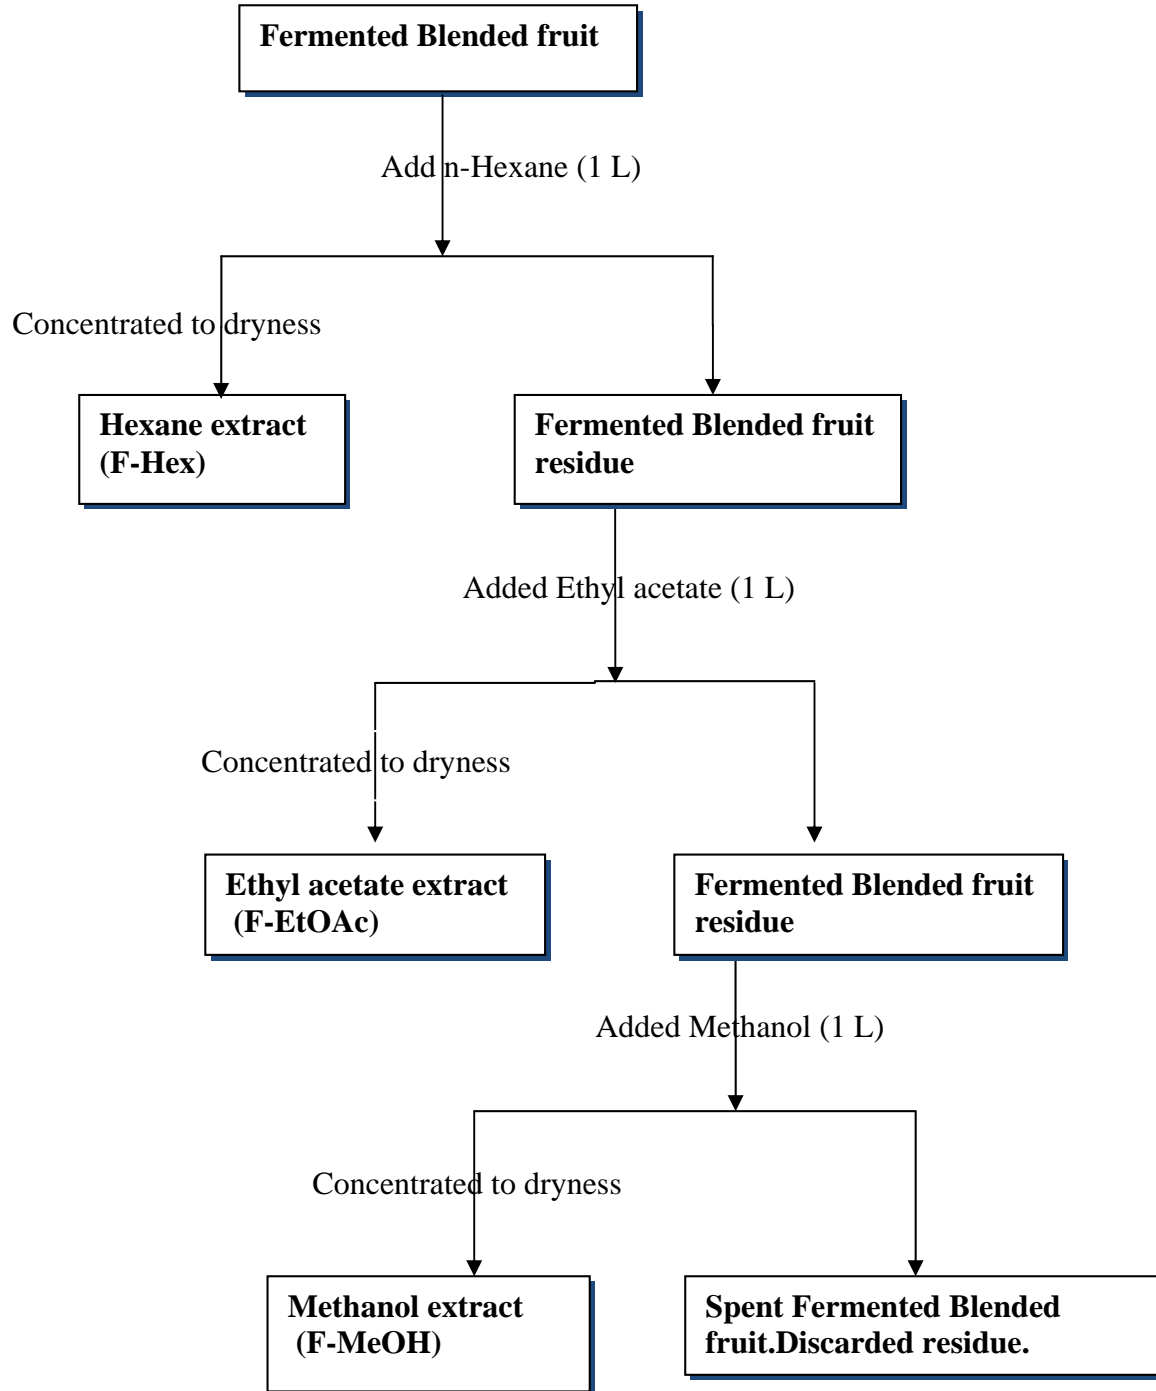 Fermented Blended fruit
Add n-Hexane (1 L)
Concentrated to dryness
Hexane extract
(F-Hex)
Fermented Blended fruit
residue
Added Ethyl acetate (1 L)
Concentrated to dryness
Ethyl acetate extract
(F-EtOAc)
Fermented Blended fruit
residue
Added Methanol (1 L)
Concentrated to dryness
Methanol extract
(F-MeOH)
Spent Fermented Blended
fruit.Discarded residue.